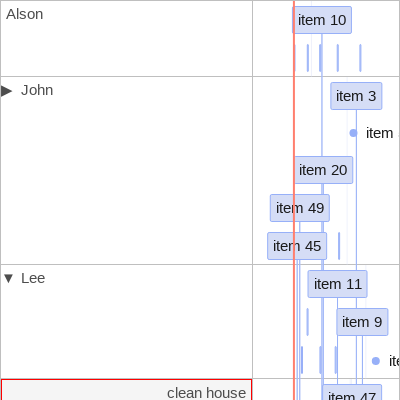 Alson
item 10
▶ John
item 3
item
item 20
item 49
item 45
▼ Lee
item 11
item 9
clean house
item 47